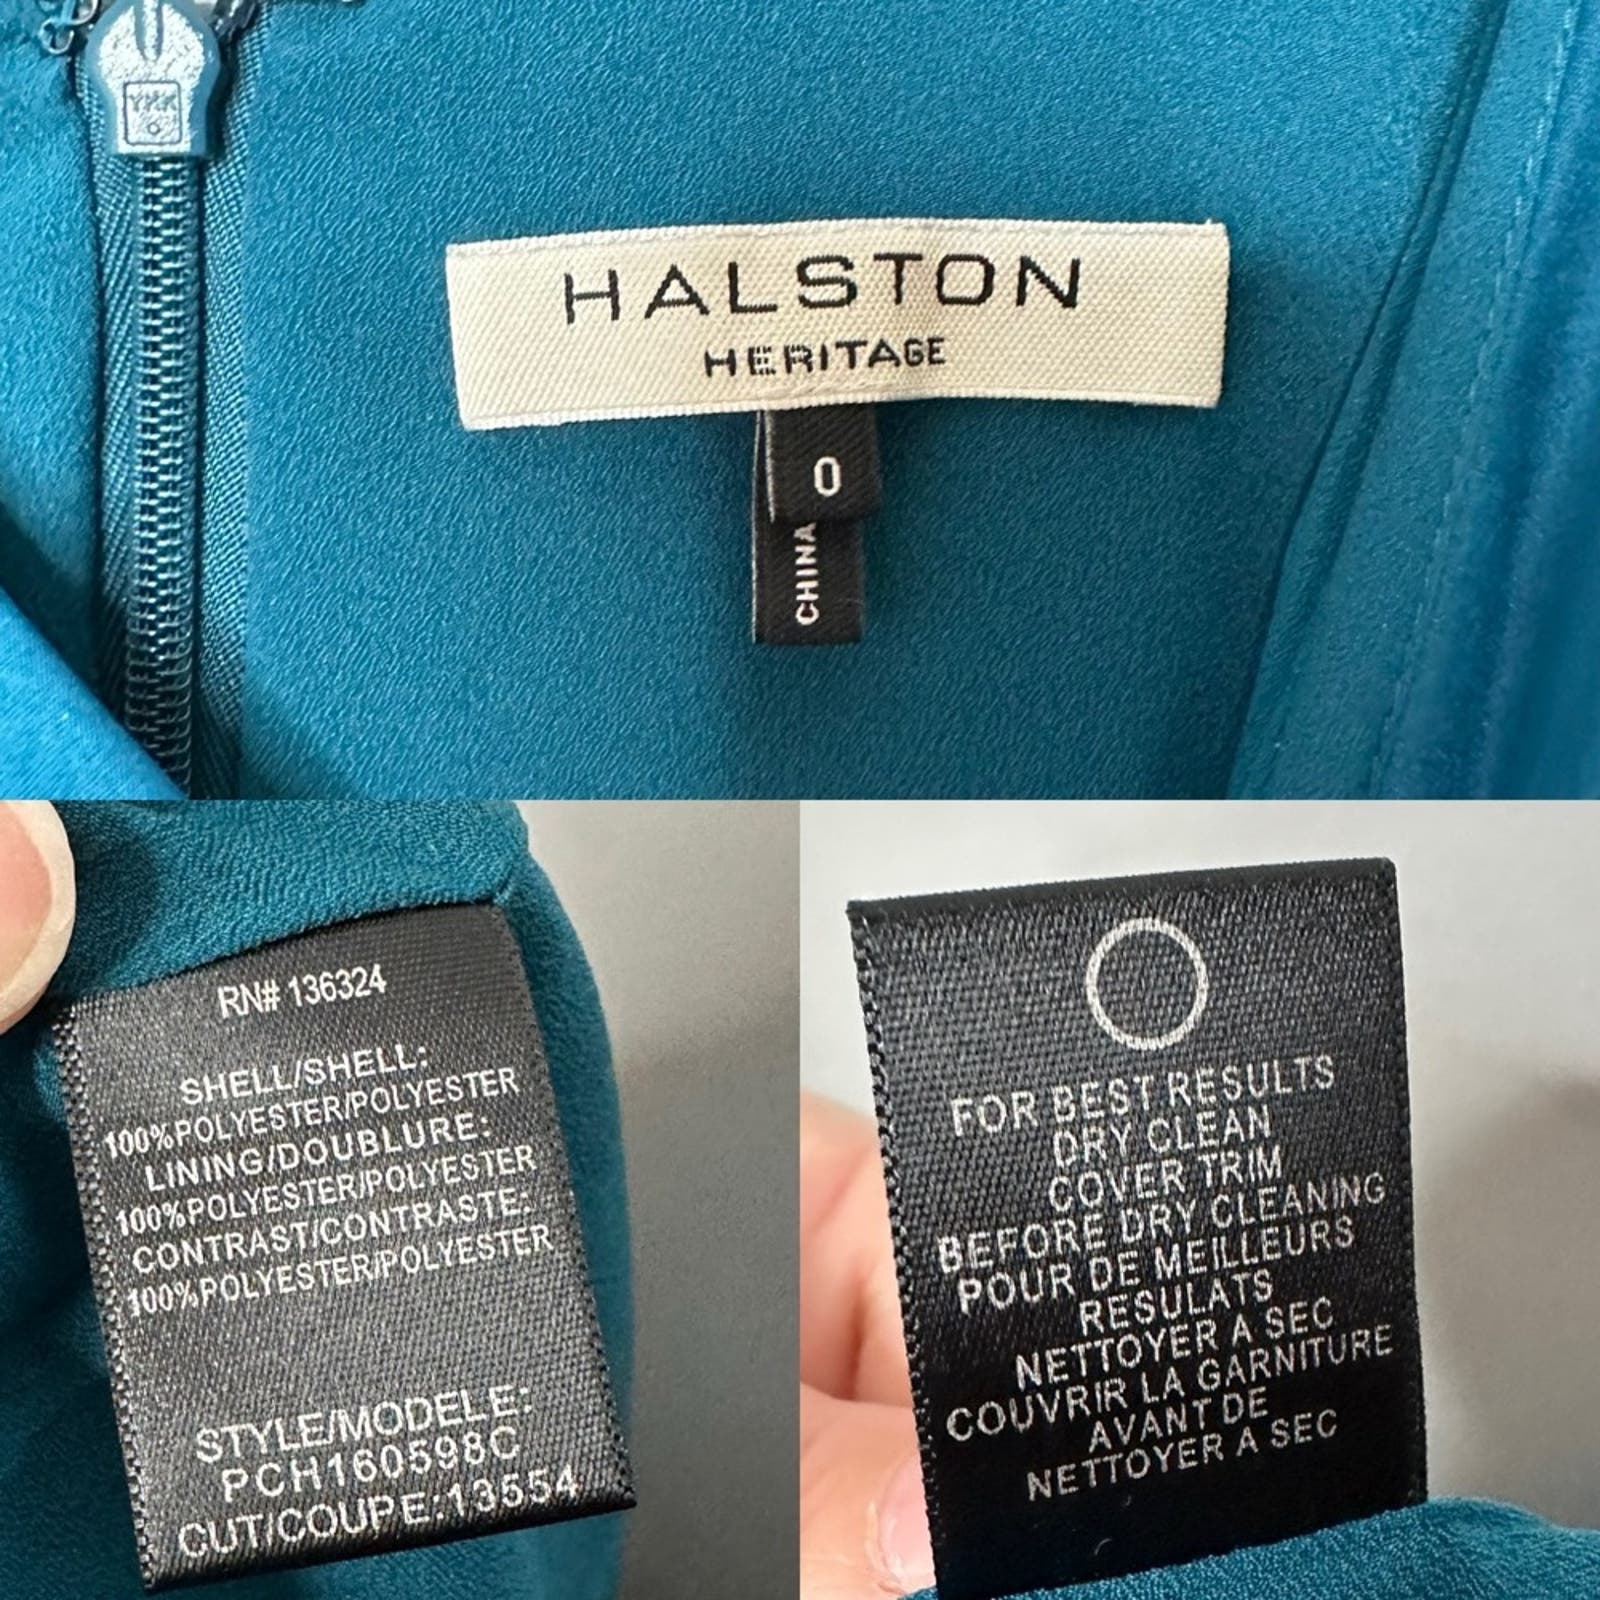 YKK
HALSTON
HERITAGE
0
CHINA
RN# 136324
SHELL/SHELL:
100%POLYESTER/POLYESTER
LINING/DOUBLURE:
100%POLYESTER/POLYESTER
CONTRAST/CONTRASTE:
100%POLYESTER/POLYESTER
STYLE/MODELE:
PCH160598C
CUT/COUPE:13554
FOR BEST RESULTS
DRY CLEAN
COVER TRIM
BEFORE DRY CLEANING
POUR DE MEILLEURS
RESULATS
NETTOYER A SEC
COUVRIR LA GARNITURE
AVANT DE
NETTOYER A SEC